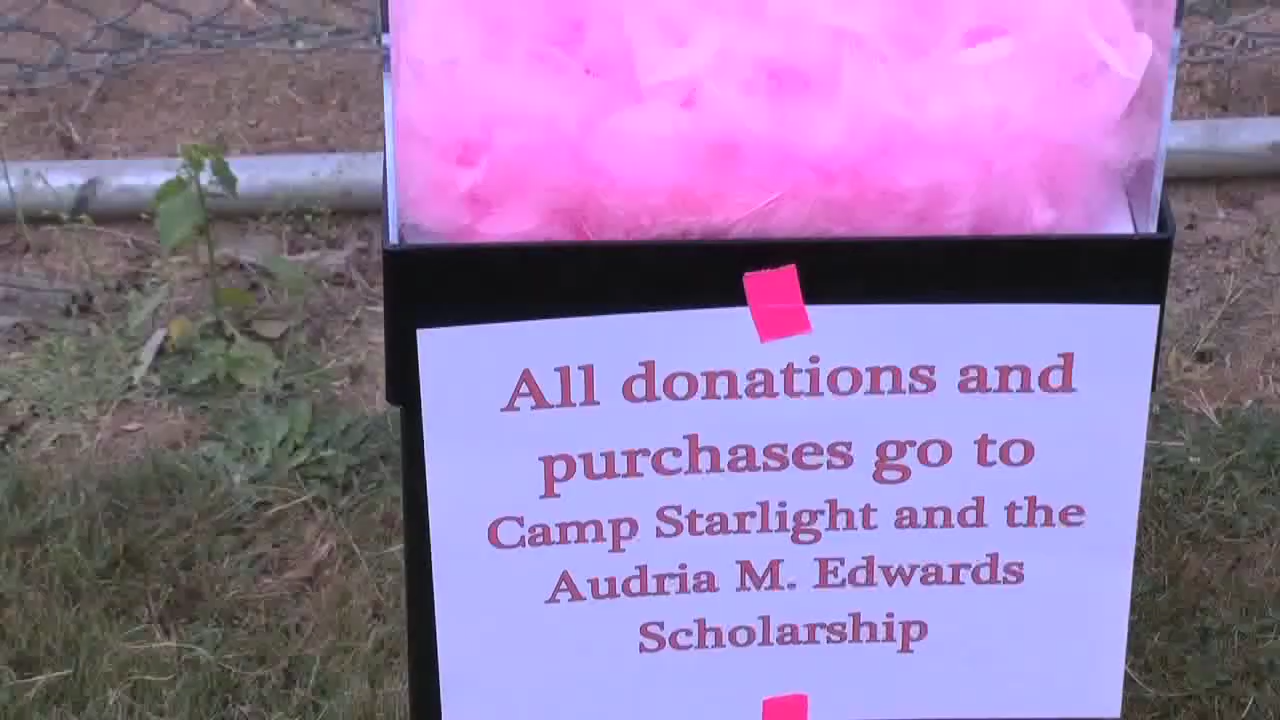 All donations and
purchases go to
Camp Starlight and the
Audria M. Edwards
Scholarship